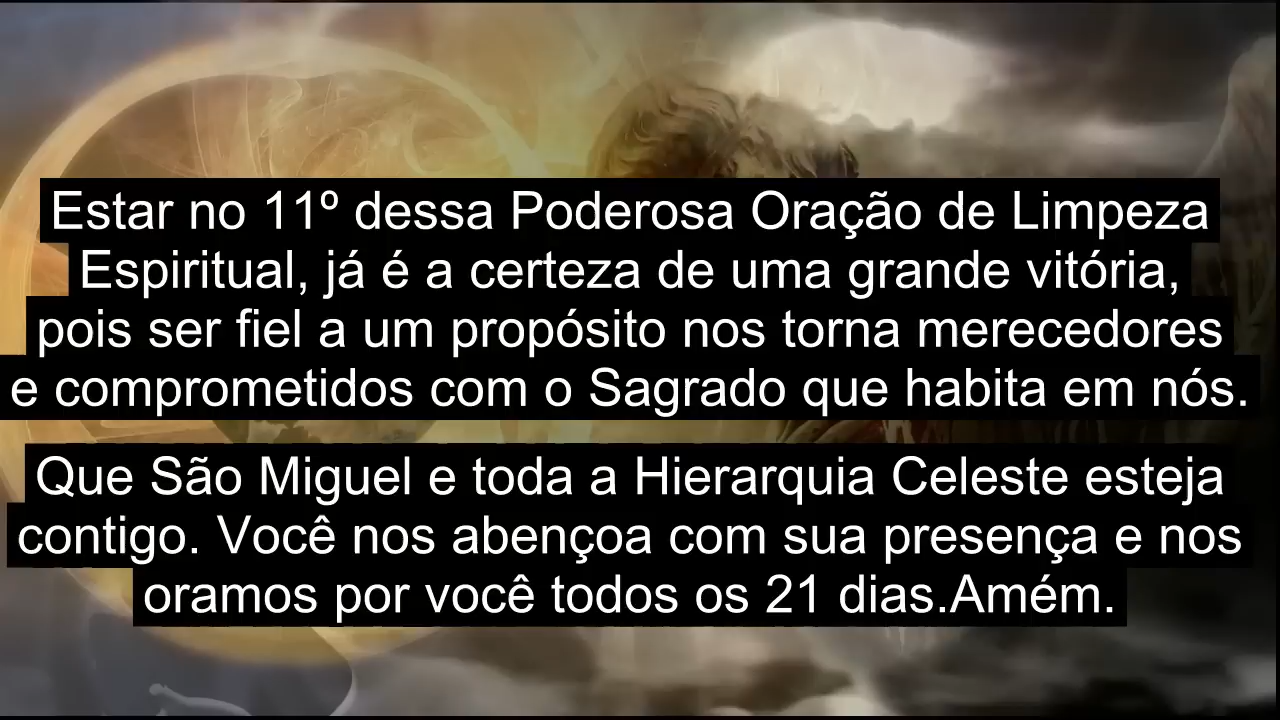 Estar no 11º dessa Poderosa Oração de Limpeza
Espiritual, já é a certeza de uma grande vitória,
pois ser fiel a um propósito nos torna merecedores
e comprometidos com o Sagrado que habita em nós.
Que São Miguel e toda a Hierarquia Celeste esteja
contigo. Você nos abençoa com sua presença e nos
oramos por você todos os 21 dias.Amém.